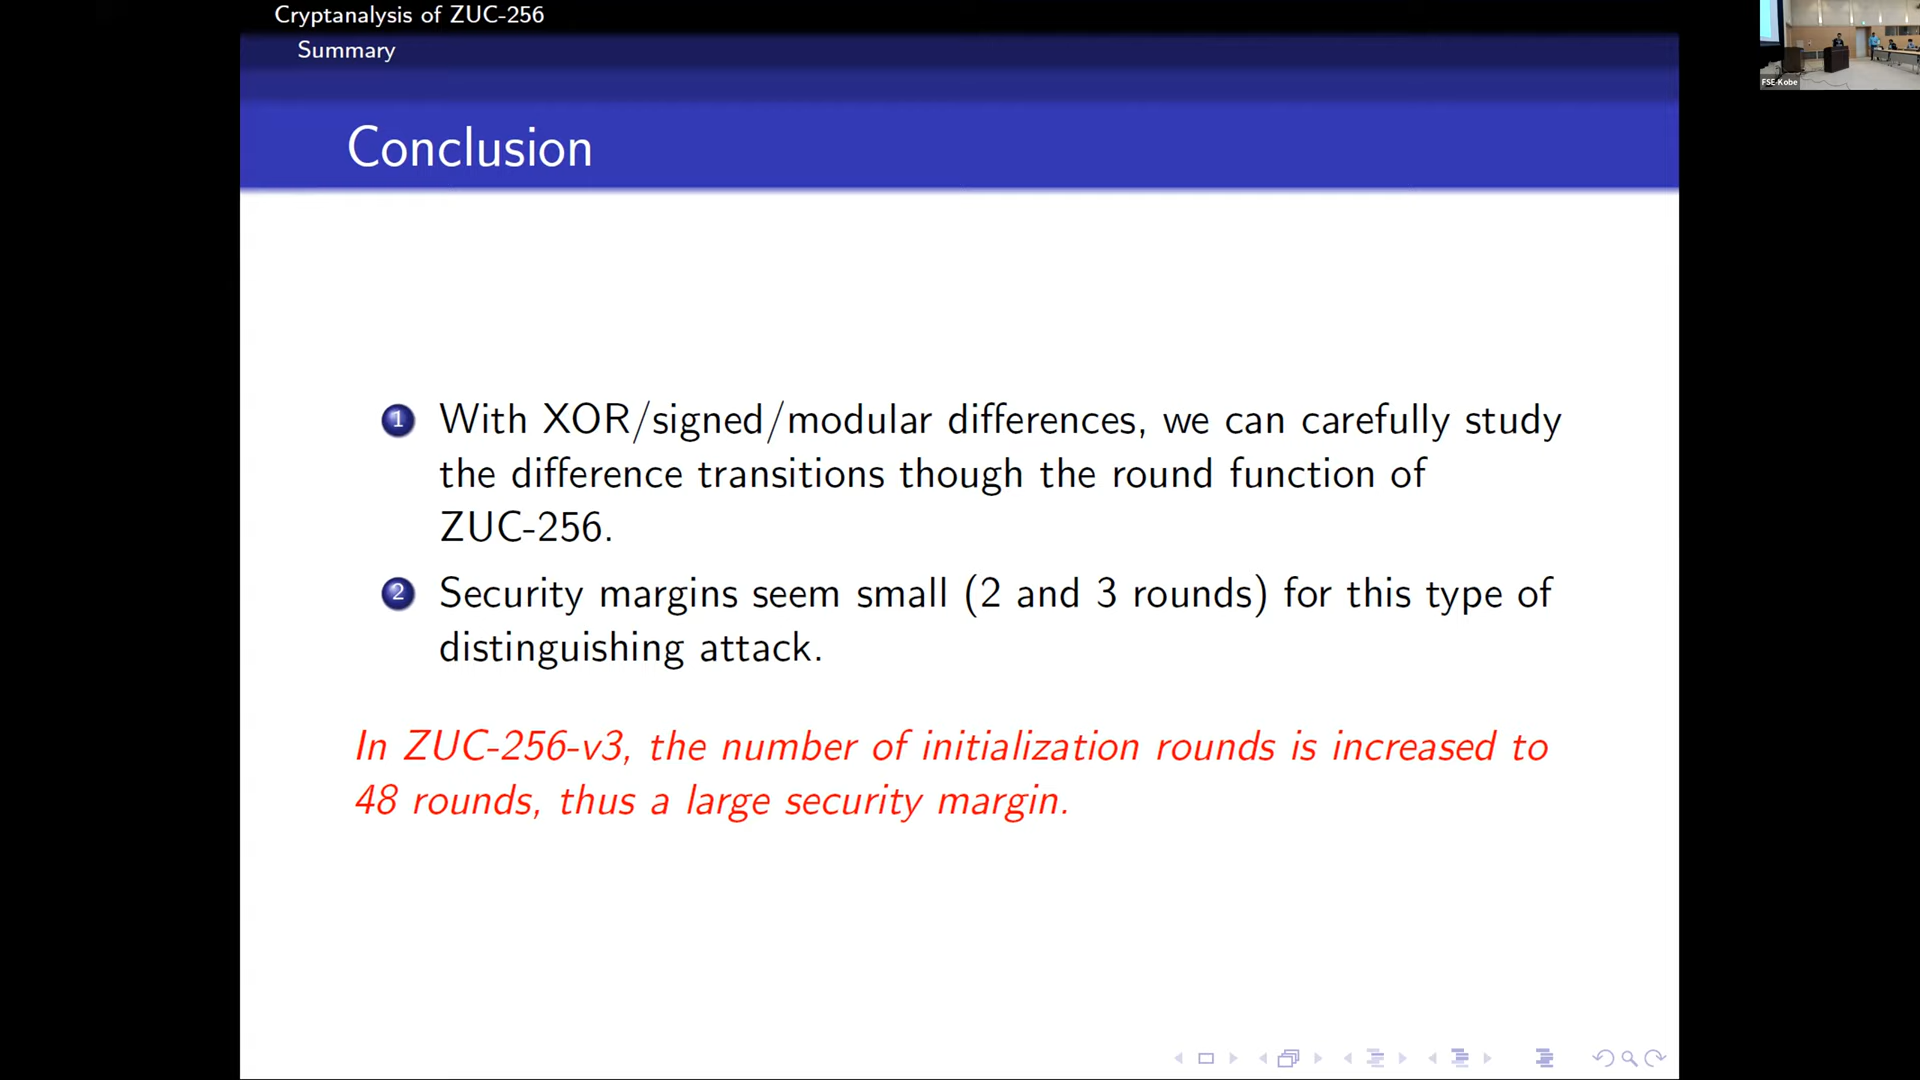 Cryptanalysis of ZUC-256
Summary
Conclusion
FSE-Kobe
1 With XOR/signed/modular differences, we can carefully study
the difference transitions though the round function of
ZUC-256.
2 Security margins seem small (2 and 3 rounds) for this type of
distinguishing attack.
In ZUC-256-v3, the number of initialization rounds is increased to
48 rounds, thus a large security margin.